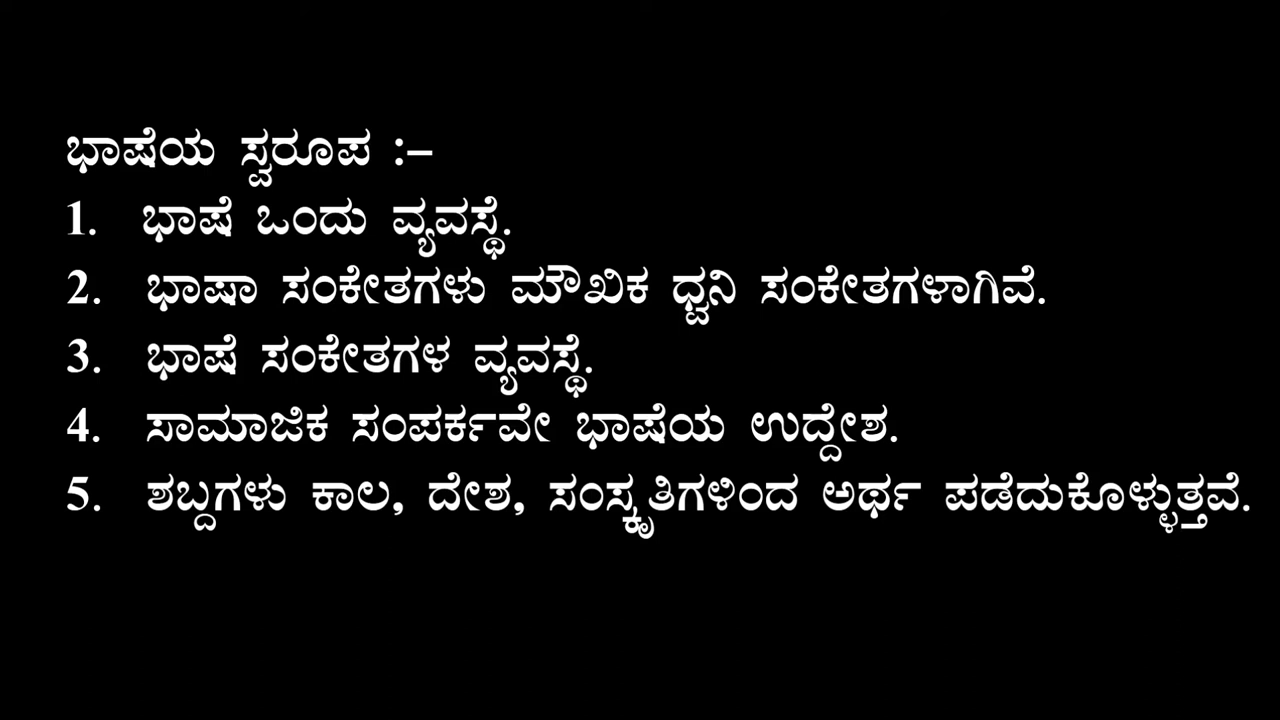 ಭಾಷೆಯ ಸ್ವರೂಪ :–
1. ಭಾಷೆ ಒಂದು ವ್ಯವಸ್ಥೆ.
2. ಭಾಷಾ ಸಂಕೇತಗಳು ಮೌಖಿಕ ಧ್ವನಿ ಸಂಕೇತಗಳಾಗಿವೆ.
3. ಭಾಷೆ ಸಂಕೇತಗಳ ವ್ಯವಸ್ಥೆ.
4. ಸಾಮಾಜಿಕ ಸಂಪರ್ಕವೇ ಭಾಷೆಯ ಉದ್ದೇಶ.
5. ಶಬ್ದಗಳು ಕಾಲ, ದೇಶ, ಸಂಸ್ಕೃತಿಗಳಿಂದ ಅರ್ಥ ಪಡೆದುಕೊಳ್ಳುತ್ತವೆ.